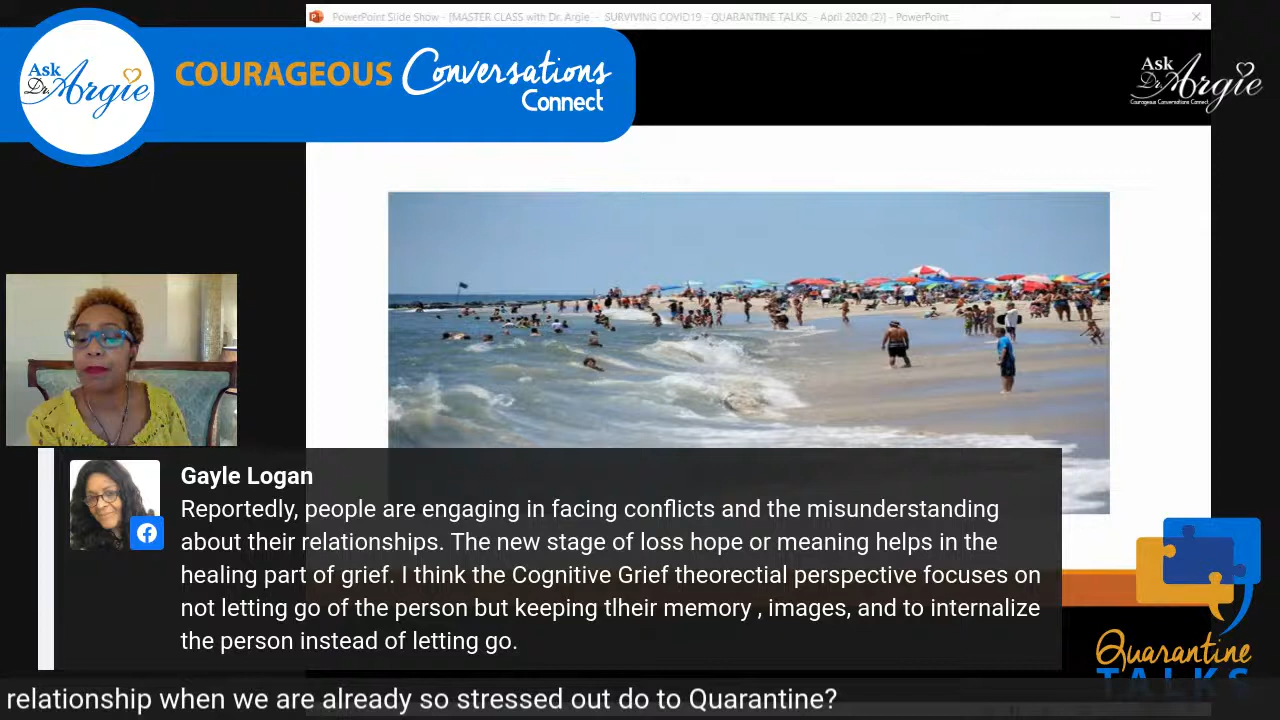 PowerPoint Slide Show - [MASTER CLASS with Dr. Argie - SURVIVING COVID19 - QUARANTINE TALKS - April 2020 (2)] - PowerPoint
Ask
Dr. Argie
COURAGEOUS Conversations
Connect
Ask
Dr. Argie
Courageous Conversations Connect
Gayle Logan
Reportedly, people are engaging in facing conflicts and the misunderstanding
about their relationships. The new stage of loss hope or meaning helps in the
healing part of grief. I think the Cognitive Grief theorectial perspective focuses on
not letting go of the person but keeping tlheir memory , images, and to internalize
the person instead of letting go.
Quarantine
TALKS
relationship when we are already so stressed out do to Quarantine?